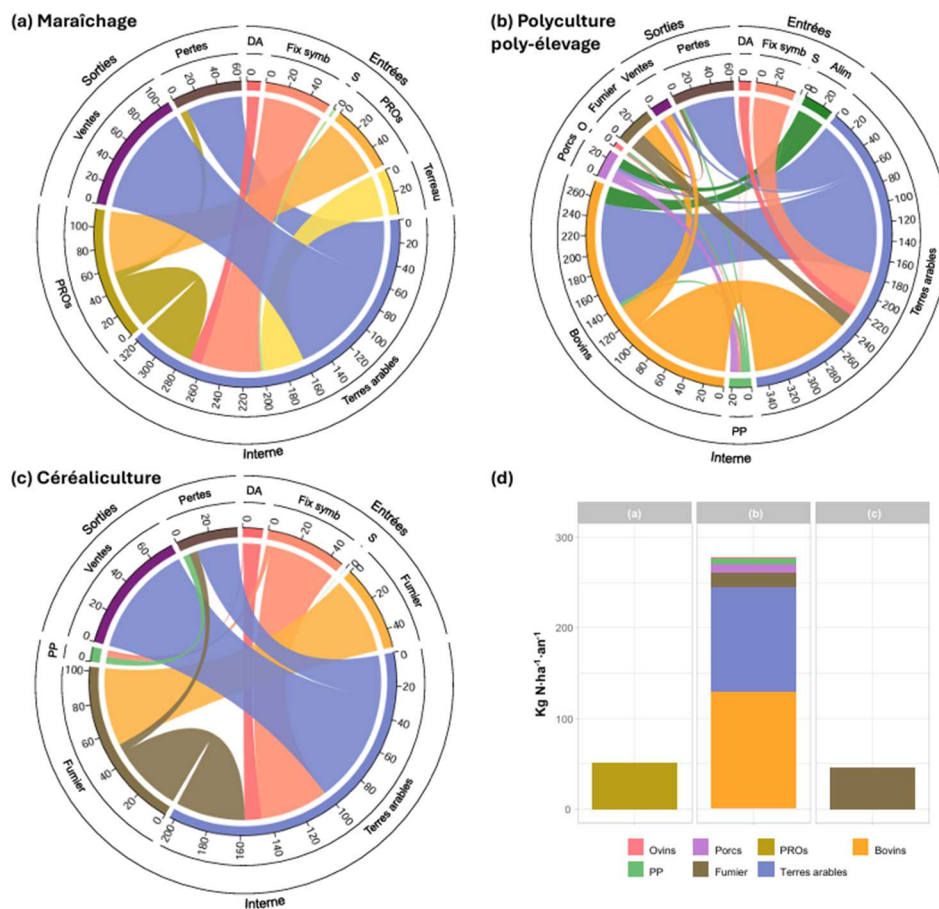 (a) Maraîchage
Sorties
Entrées
Interne
Pertes
DA
Fix symb
S
PROs
Terreau
Terres arables
PROs
Ventes
(b) Polyculture
poly-élevage
Sorties
Entrées
Interne
Fumier
Ventes
Pertes
DA
Fix symb
S
Alim
Terres arables
PP
Bovins
Porcs
O
(c) Céréaliculture
Sorties
Entrées
Interne
Pertes
DA
Fix symb
S
Fumier
Terres arables
Fumier
PP
Ventes
(d)
(a) (b) (c)
Kg N·ha⁻¹·an⁻¹
300
200
100
0
Ovins Porcs PROs Bovins
PP Fumier Terres arables